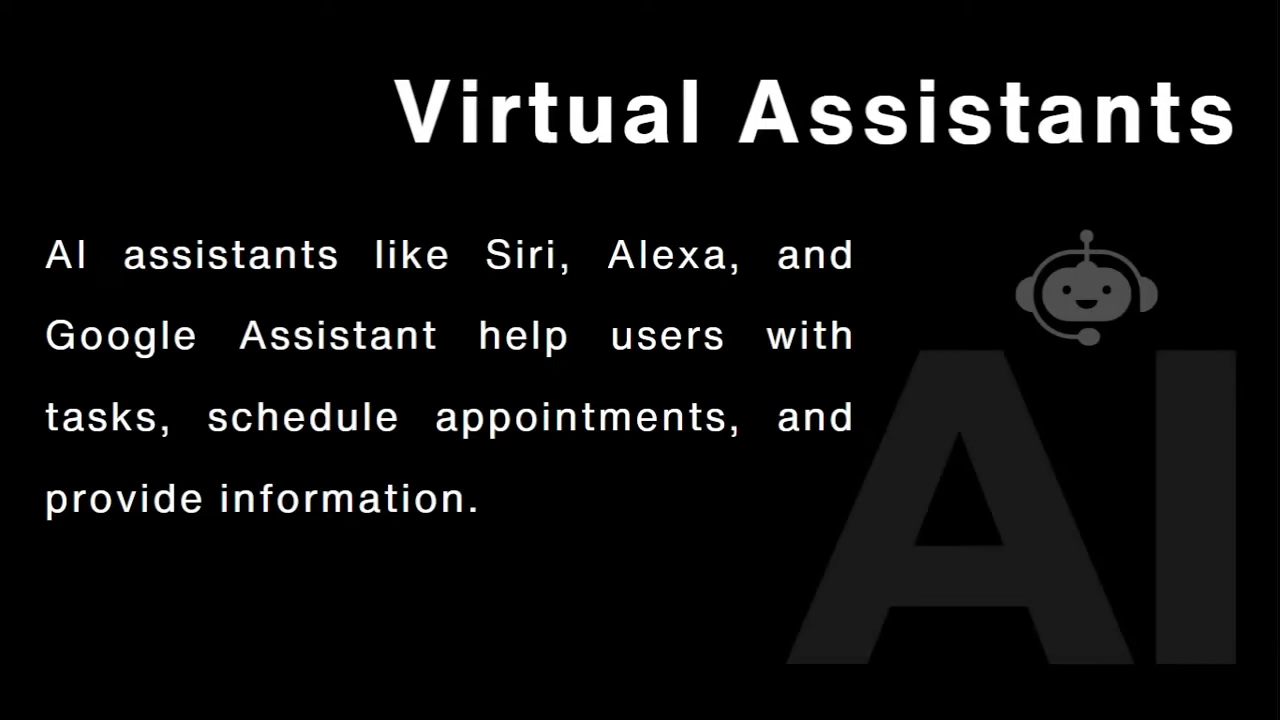 Virtual Assistants
AI assistants like Siri, Alexa, and
Google Assistant help users with
tasks, schedule appointments, and
provide information.
AI